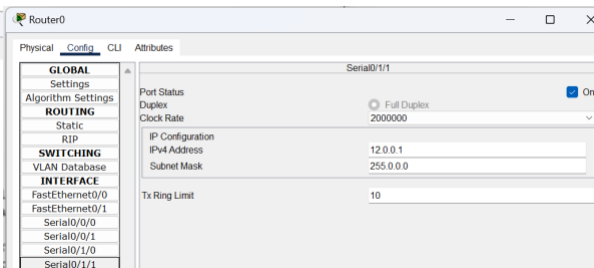 Router0
Physical Config CLI Attributes
GLOBAL
Settings
Algorithm Settings
ROUTING
Static
RIP
SWITCHING
VLAN Database
INTERFACE
FastEthernet0/0
FastEthernet0/1
Serial0/0/0
Serial0/0/1
Serial0/1/0
Serial0/1/1
Serial0/1/1
Port Status On
Duplex Full Duplex
Clock Rate 2000000
IP Configuration
IPv4 Address 12.0.0.1
Subnet Mask 255.0.0.0
Tx Ring Limit 10